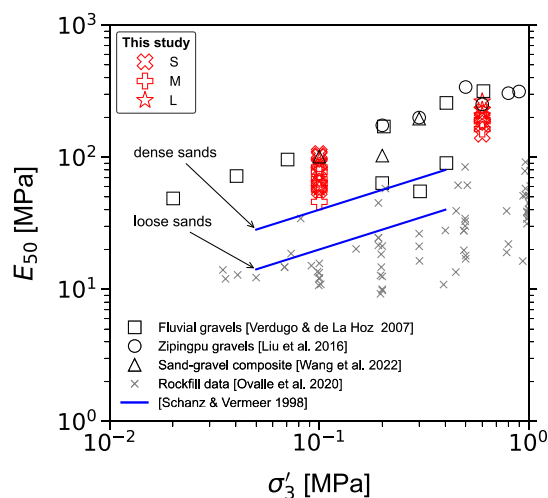 10³
This study
S
M
L
dense sands
10²
E₅₀ [MPa]
loose sands
10¹
Fluvial gravels [Verdugo & de La Hoz 2007]
Zipingpu gravels [Liu et al. 2016]
Sand-gravel composite [Wang et al. 2022]
Rockfill data [Ovalle et al. 2020]
[Schanz & Vermeer 1998]
10⁰
10⁻² 10⁻¹ 10⁰
σ′₃ [MPa]